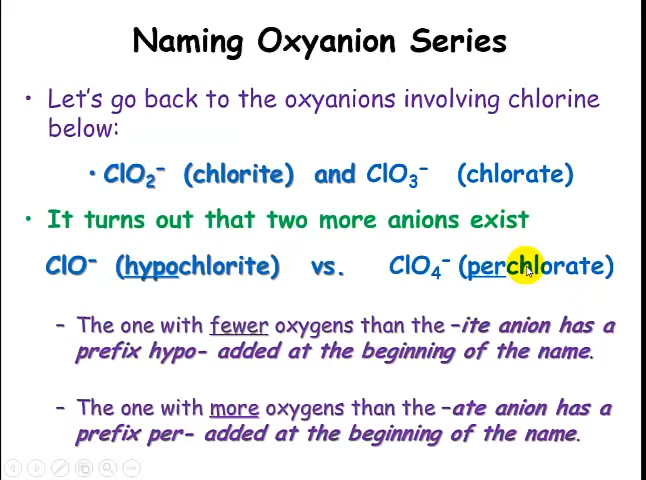 Naming Oxyanion Series
• Let's go back to the oxyanions involving chlorine
below:
• ClO₂⁻ (chlorite) and ClO₃⁻ (chlorate)
• It turns out that two more anions exist
ClO⁻ (hypochlorite) vs. ClO₄⁻ (perchlorate)
– The one with fewer oxygens than the –ite anion has a
prefix hypo- added at the beginning of the name.
– The one with more oxygens than the –ate anion has a
prefix per- added at the beginning of the name.